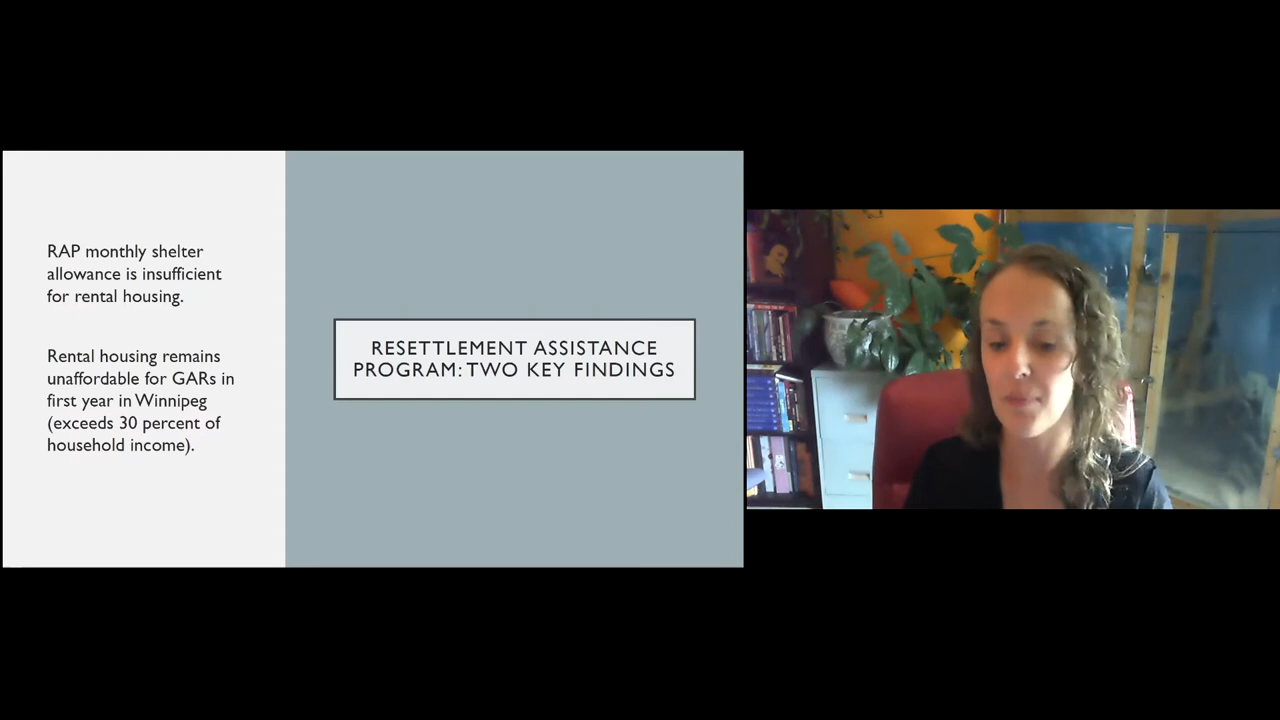 RAP monthly shelter
allowance is insufficient
for rental housing.
Rental housing remains
unaffordable for GARs in
first year in Winnipeg
(exceeds 30 percent of
household income).
RESETTLEMENT ASSISTANCE
PROGRAM: TWO KEY FINDINGS